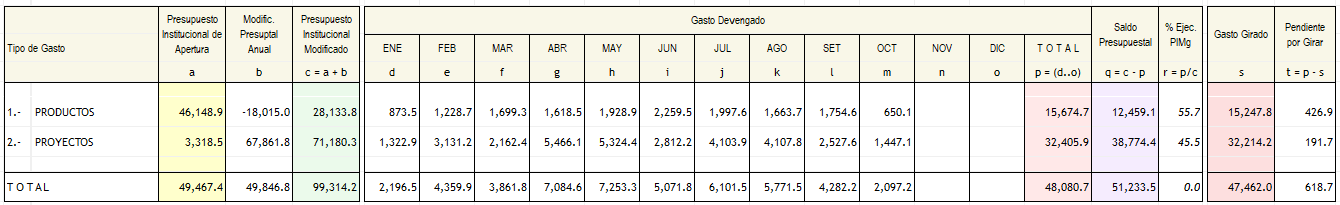 Tipo de Gasto | Presupuesto Institucional de Apertura | Modific. Presuptal Anual | Presupuesto Institucional Modificado | Gasto Devengado | Saldo Presupuestal | % Ejec. PIMg | Gasto Girado | Pendiente por Girar
ENE | FEB | MAR | ABR | MAY | JUN | JUL | AGO | SET | OCT | NOV | DIC | T O T A L
a | b | c = a + b | d | e | f | g | h | i | j | k | l | m | n | o | p = (d..o) | q = c - p | r = p/c | s | t = p - s
1.- PRODUCTOS | 46,148.9 | -18,015.0 | 28,133.8 | 873.5 | 1,228.7 | 1,699.3 | 1,618.5 | 1,928.9 | 2,259.5 | 1,997.6 | 1,663.7 | 1,754.6 | 650.1 | 15,674.7 | 12,459.1 | 55.7 | 15,247.8 | 426.9
2.- PROYECTOS | 3,318.5 | 67,861.8 | 71,180.3 | 1,322.9 | 3,131.2 | 2,162.4 | 5,466.1 | 5,324.4 | 2,812.2 | 4,103.9 | 4,107.8 | 2,527.6 | 1,447.1 | 32,405.9 | 38,774.4 | 45.5 | 32,214.2 | 191.7
T O T A L | 49,467.4 | 49,846.8 | 99,314.2 | 2,196.5 | 4,359.9 | 3,861.8 | 7,084.6 | 7,253.3 | 5,071.8 | 6,101.5 | 5,771.5 | 4,282.2 | 2,097.2 | 48,080.7 | 51,233.5 | 0.0 | 47,462.0 | 618.7